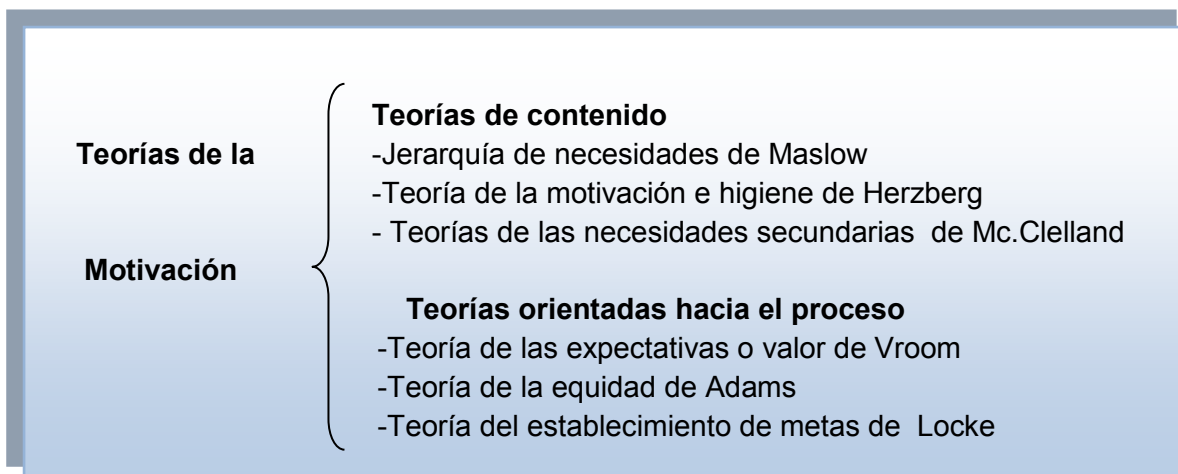 Teorías de la
Motivación
Teorías de contenido
-Jerarquía de necesidades de Maslow
-Teoría de la motivación e higiene de Herzberg
- Teorías de las necesidades secundarias  de Mc.Clelland
Teorías orientadas hacia el proceso
-Teoría de las expectativas o valor de Vroom
-Teoría de la equidad de Adams
-Teoría del establecimiento de metas de  Locke